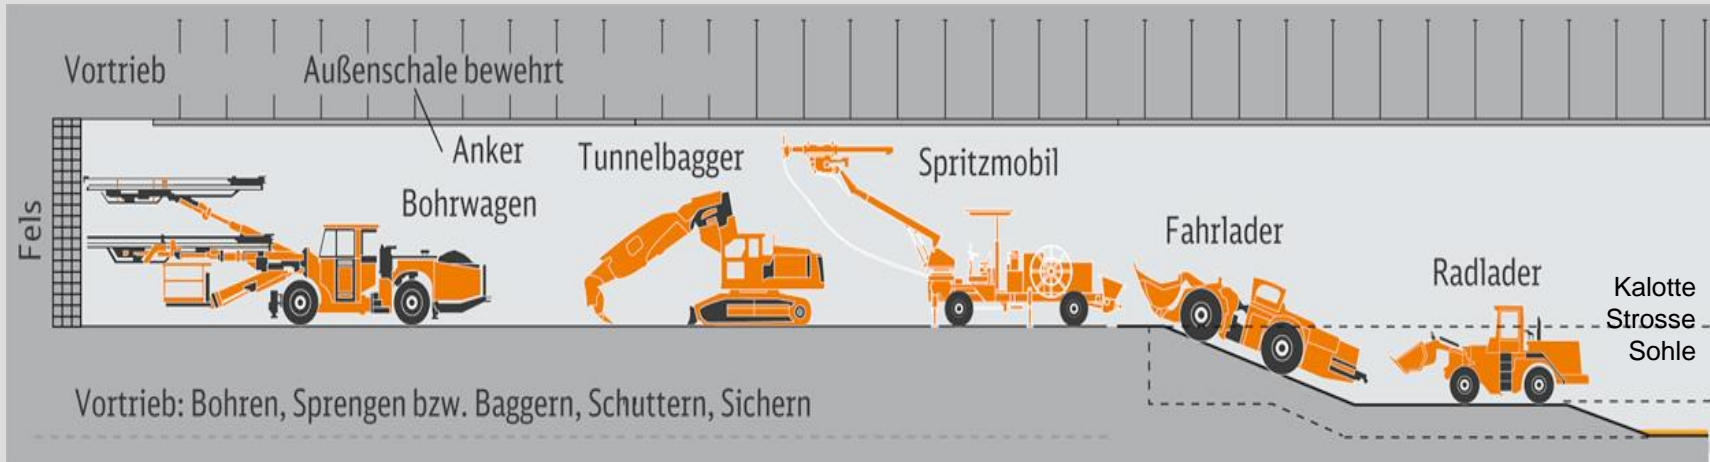 Vortrieb
Außenschale bewehrt
Anker
Tunnelbagger
Spritzmobil
Bohrwagen
Fels
Fahrlader
Radlader
Kalotte
Strosse
Sohle
Vortrieb: Bohren, Sprengen bzw. Baggern, Schuttern, Sichern